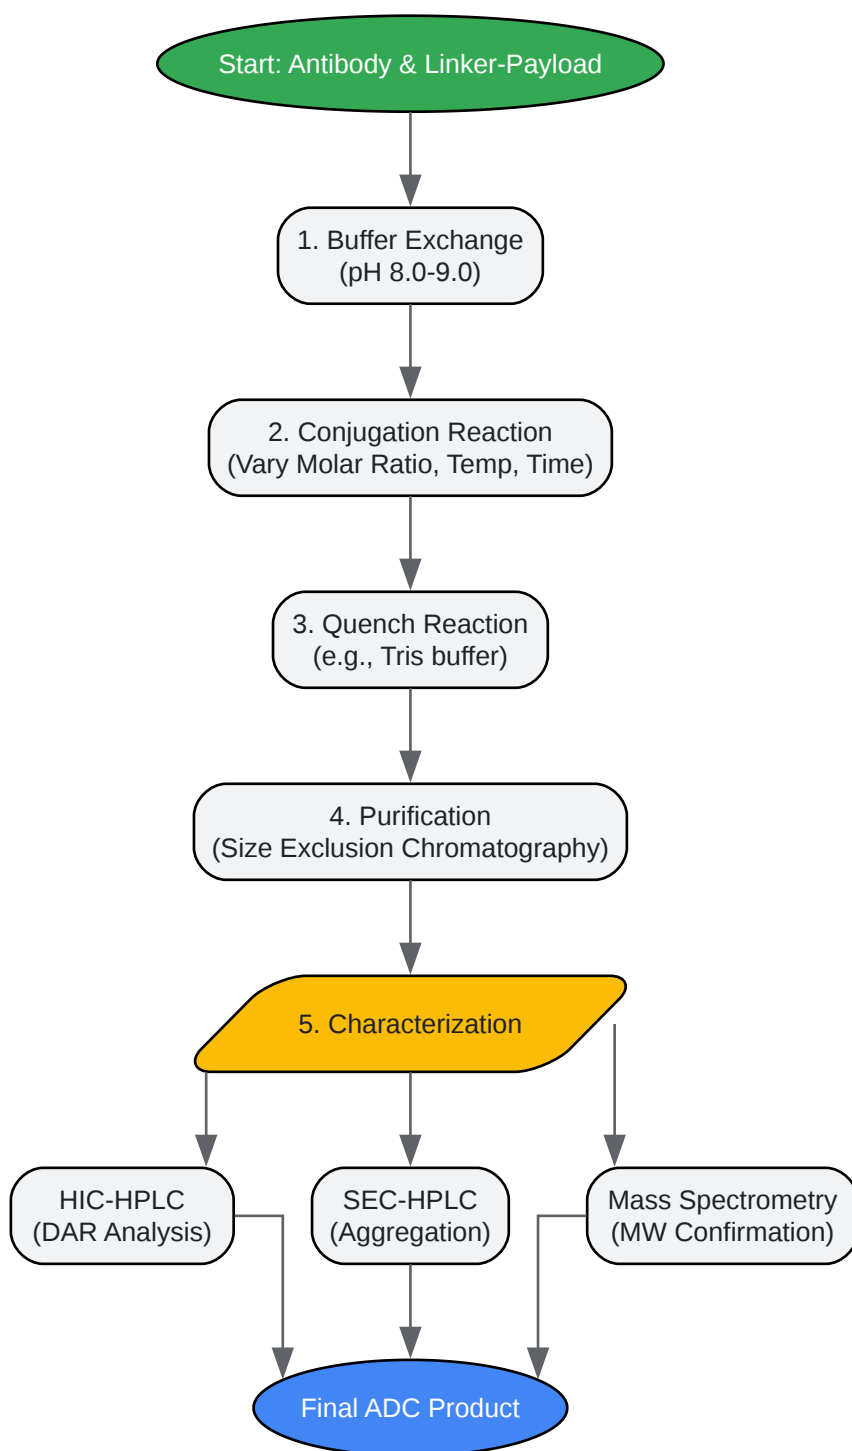 Start: Antibody & Linker-Payload
1. Buffer Exchange
(pH 8.0-9.0)
2. Conjugation Reaction
(Vary Molar Ratio, Temp, Time)
3. Quench Reaction
(e.g., Tris buffer)
4. Purification
(Size Exclusion Chromatography)
5. Characterization
HIC-HPLC
(DAR Analysis)
SEC-HPLC
(Aggregation)
Mass Spectrometry
(MW Confirmation)
Final ADC Product